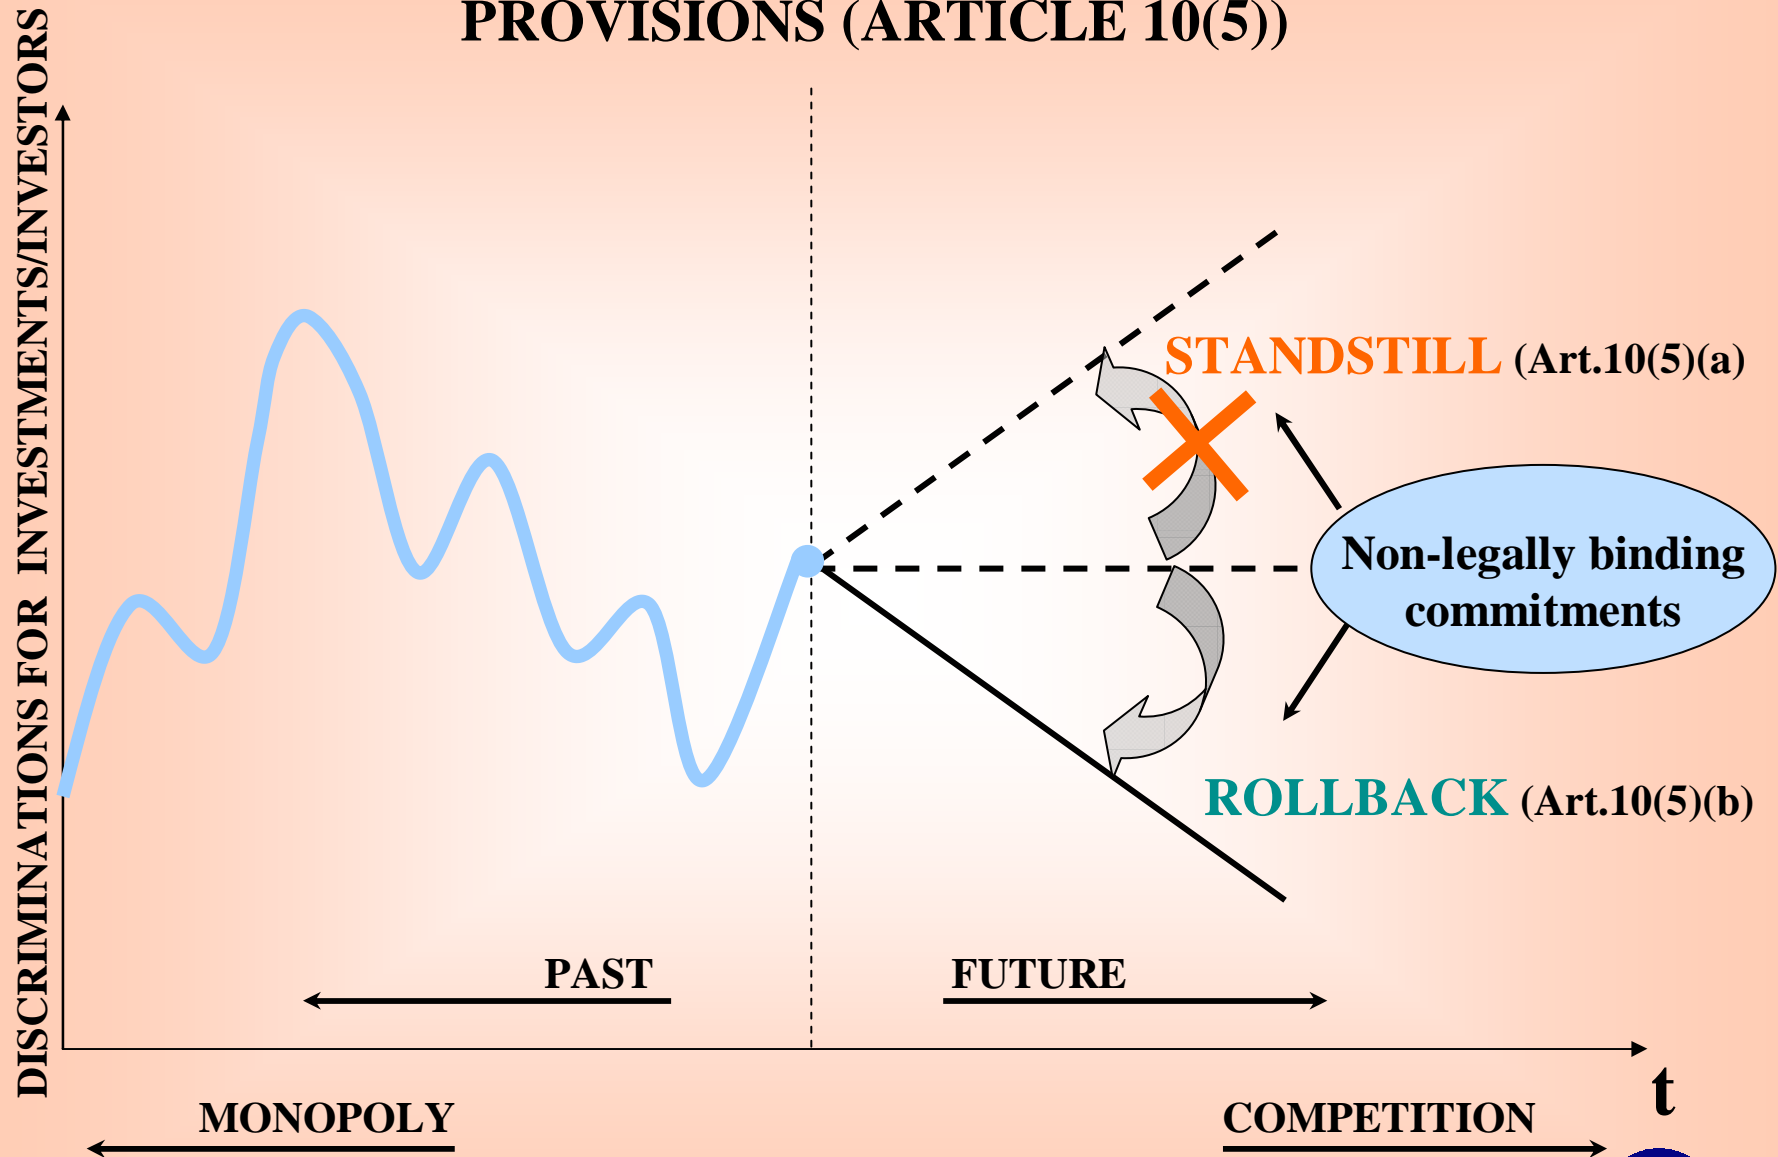 PROVISIONS (ARTICLE 10(5))
DISCRIMINATIONS FOR INVESTMENTS/INVESTORS
STANDSTILL (Art.10(5)(a)
Non-legally binding
commitments
ROLLBACK (Art.10(5)(b)
PAST
FUTURE
t
MONOPOLY
COMPETITION